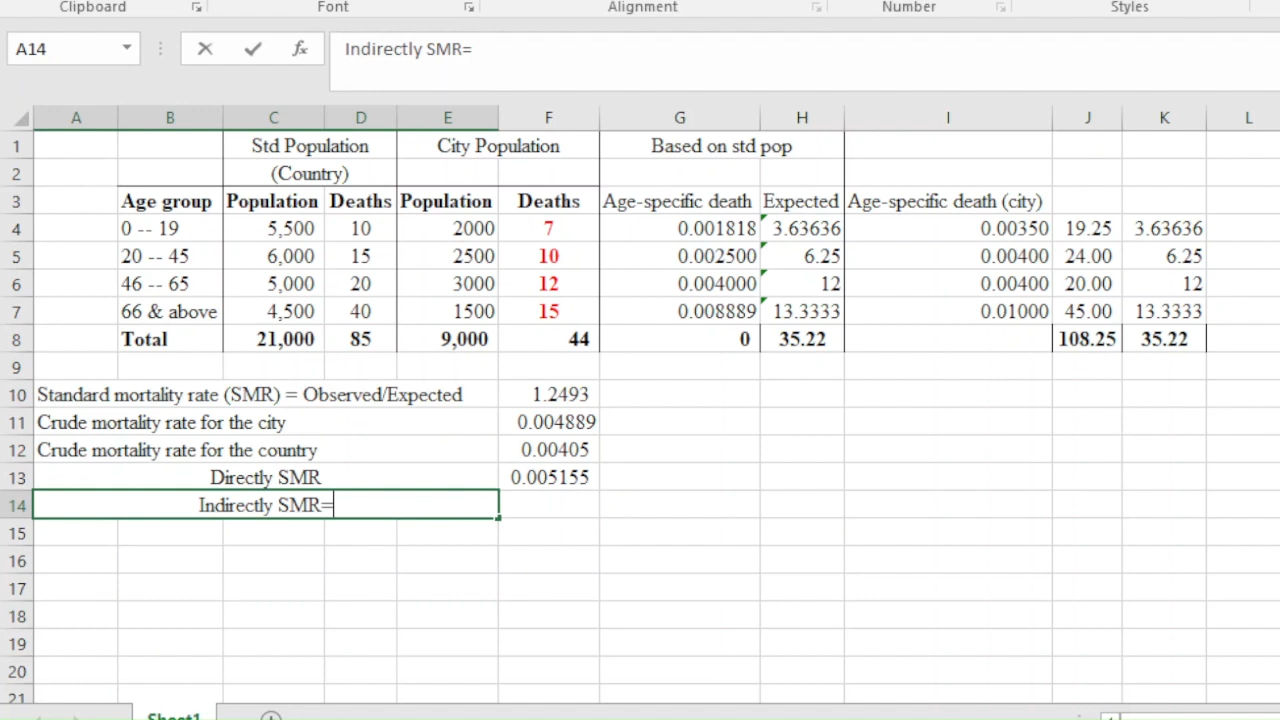 Clipboard Font Alignment Number Styles
A14 fx Indirectly SMR=
A B C D E F G H I J K L
1 Std Population City Population Based on std pop
2 (Country)
3 Age group Population Deaths Population Deaths Age-specific death Expected Age-specific death (city)
4 0 -- 19 5,500 10 2000 7 0.001818 3.63636 0.00350 19.25 3.63636
5 20 -- 45 6,000 15 2500 10 0.002500 6.25 0.00400 24.00 6.25
6 46 -- 65 5,000 20 3000 12 0.004000 12 0.00400 20.00 12
7 66 & above 4,500 40 1500 15 0.008889 13.3333 0.01000 45.00 13.3333
8 Total 21,000 85 9,000 44 0 35.22 108.25 35.22
9
10 Standard mortality rate (SMR) = Observed/Expected 1.2493
11 Crude mortality rate for the city 0.004889
12 Crude mortality rate for the country 0.00405
13 Directly SMR 0.005155
14 Indirectly SMR=
15
16
17
18
19
20
21
Sheet1